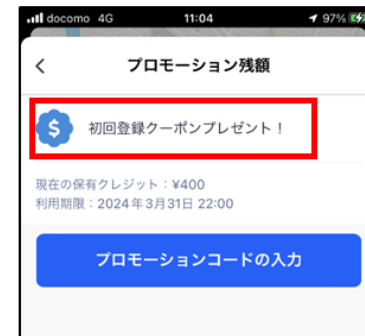 docomo 4G 11:04 97%
プロモーション残額
初回登録クーポンプレゼント！
現在の保有クレジット：¥400
利用期限：2024年3月31日 22:00
プロモーションコードの入力